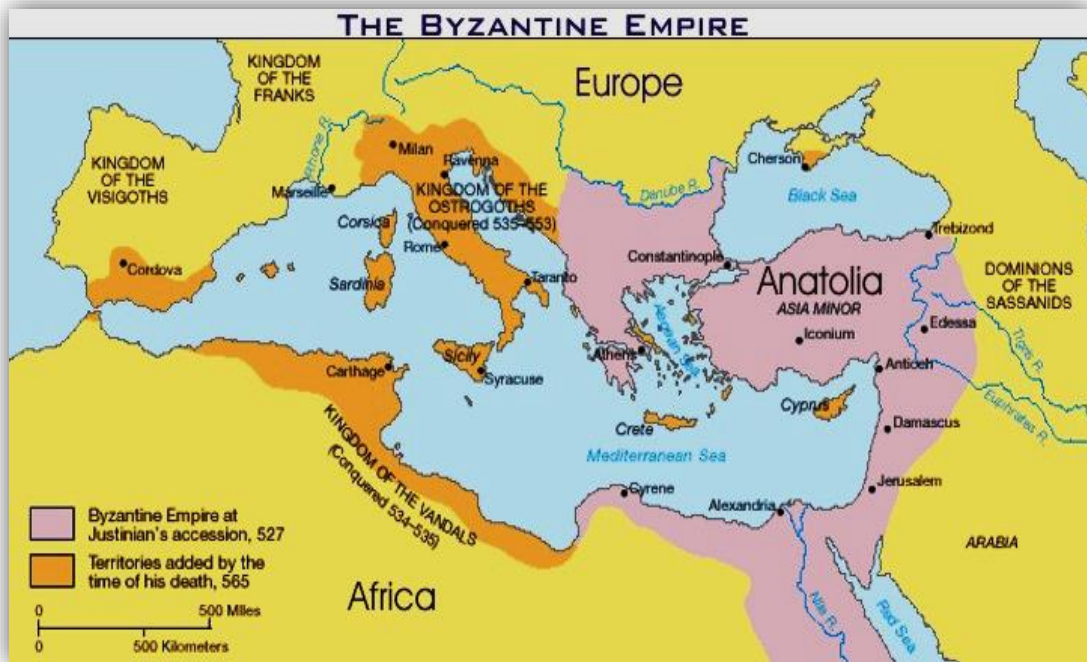 THE BYZANTINE EMPIRE
KINGDOM
OF THE
FRANKS
Europe
KINGDOM
OF THE
VISIGOTHS
Rhone R.
Milan
Ravenna
Marseille
KINGDOM OF THE
OSTROGOTHS
(Conquered 535-553)
Corsica
Rome
Sardinia
Taranto
Cordova
Danube R.
Cherson
Black Sea
Trebizond
Constantinople
Anatolia
ASIA MINOR
DOMINIONS
OF THE
SASSANIDS
Iconium
Edessa
Tigris R.
Euphrates R.
Aegean Sea
Athens
Antioch
Sicily
Syracuse
Carthage
Cyprus
Crete
Damascus
Mediterranean Sea
KINGDOM OF THE VANDALS
(Conquered 534-535)
Cyrene
Alexandria
Jerusalem
ARABIA
Byzantine Empire at
Justinian's accession, 527
Territories added by the
time of his death, 565
Africa
Nile R.
Red Sea
0 500 Miles
0 500 Kilometers